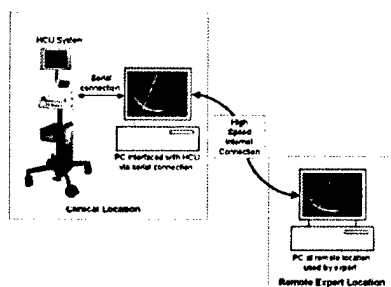 HCU System
Serial
connection
PC interfaced with HCU
via serial connection
Clinical Location
High
Speed
Internet
Connection
PC at remote location
used by expert
Remote Expert Location